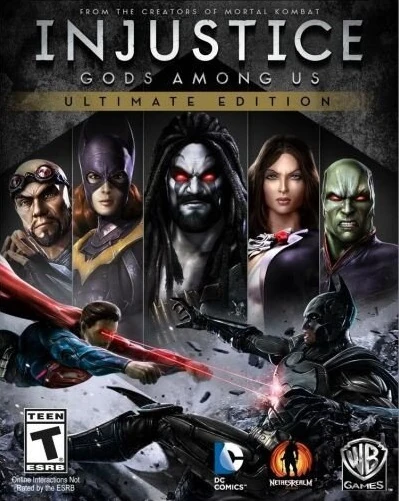 FROM THE CREATORS OF MORTAL KOMBAT
INJUSTICE
GODS AMONG US
ULTIMATE EDITION
TEEN
T
ESRB
Online Interactions Not
Rated by the ESRB
DC
COMICS™
NETHERREALM
WB
GAMES